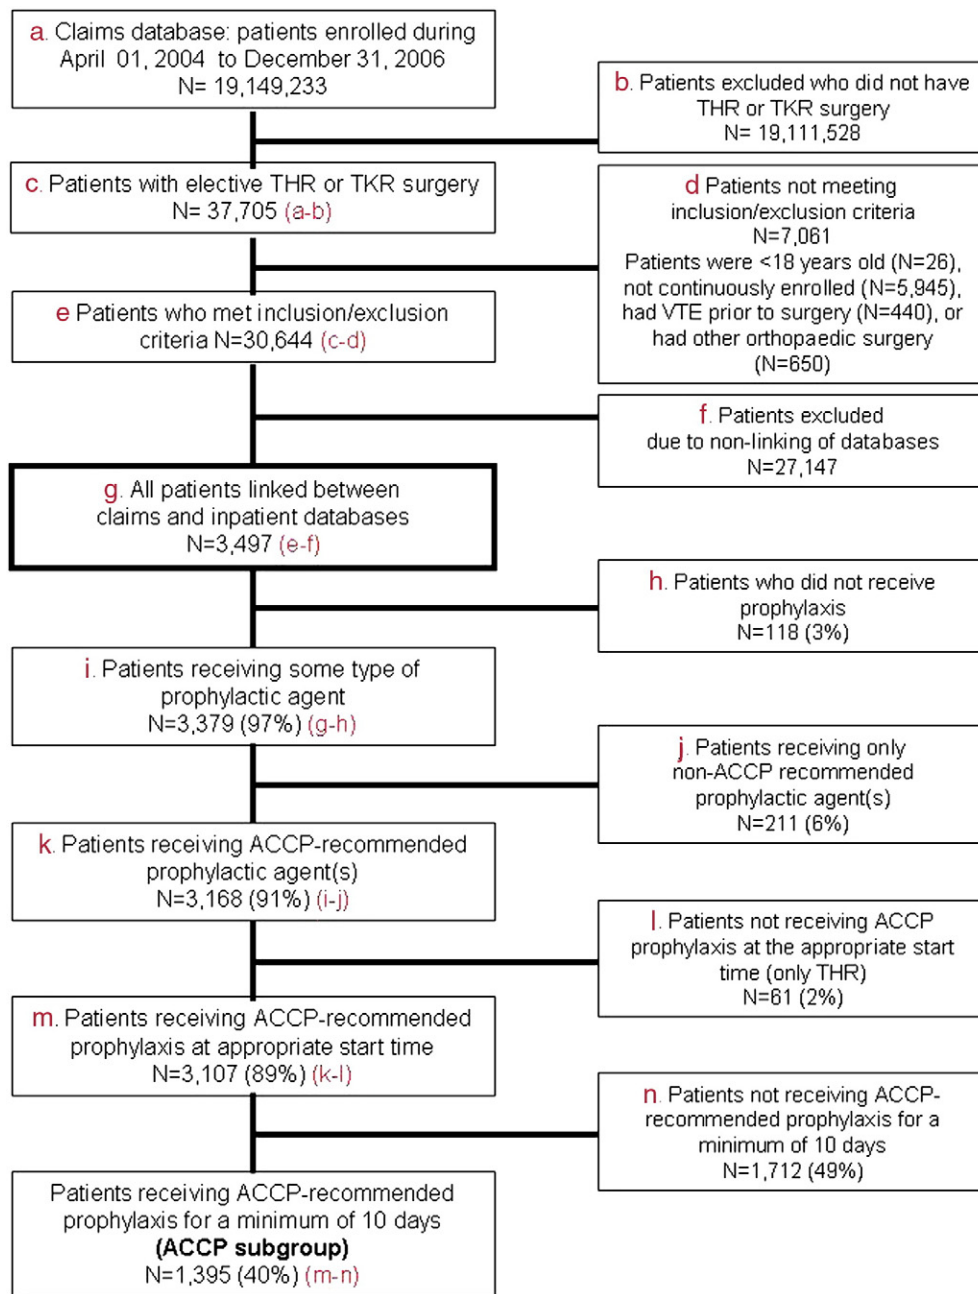 a. Claims database: patients enrolled during
April 01, 2004 to December 31, 2006
N= 19,149,233
b. Patients excluded who did not have
THR or TKR surgery
N= 19,111,528
c. Patients with elective THR or TKR surgery
N= 37,705 (a-b)
d Patients not meeting
inclusion/exclusion criteria
N=7,061
Patients were <18 years old (N=26),
not continuously enrolled (N=5,945),
had VTE prior to surgery (N=440), or
had other orthopaedic surgery
(N=650)
e Patients who met inclusion/exclusion
criteria N=30,644 (c-d)
f. Patients excluded
due to non-linking of databases
N=27,147
g. All patients linked between
claims and inpatient databases
N=3,497 (e-f)
h. Patients who did not receive
prophylaxis
N=118 (3%)
i. Patients receiving some type of
prophylactic agent
N=3,379 (97%) (g-h)
j. Patients receiving only
non-ACCP recommended
prophylactic agent(s)
N=211 (6%)
k. Patients receiving ACCP-recommended
prophylactic agent(s)
N=3,168 (91%) (i-j)
l. Patients not receiving ACCP
prophylaxis at the appropriate start
time (only THR)
N=61 (2%)
m. Patients receiving ACCP-recommended
prophylaxis at appropriate start time
N=3,107 (89%) (k-l)
n. Patients not receiving ACCP-
recommended prophylaxis for a
minimum of 10 days
N=1,712 (49%)
Patients receiving ACCP-recommended
prophylaxis for a minimum of 10 days
(ACCP subgroup)
N=1,395 (40%) (m-n)